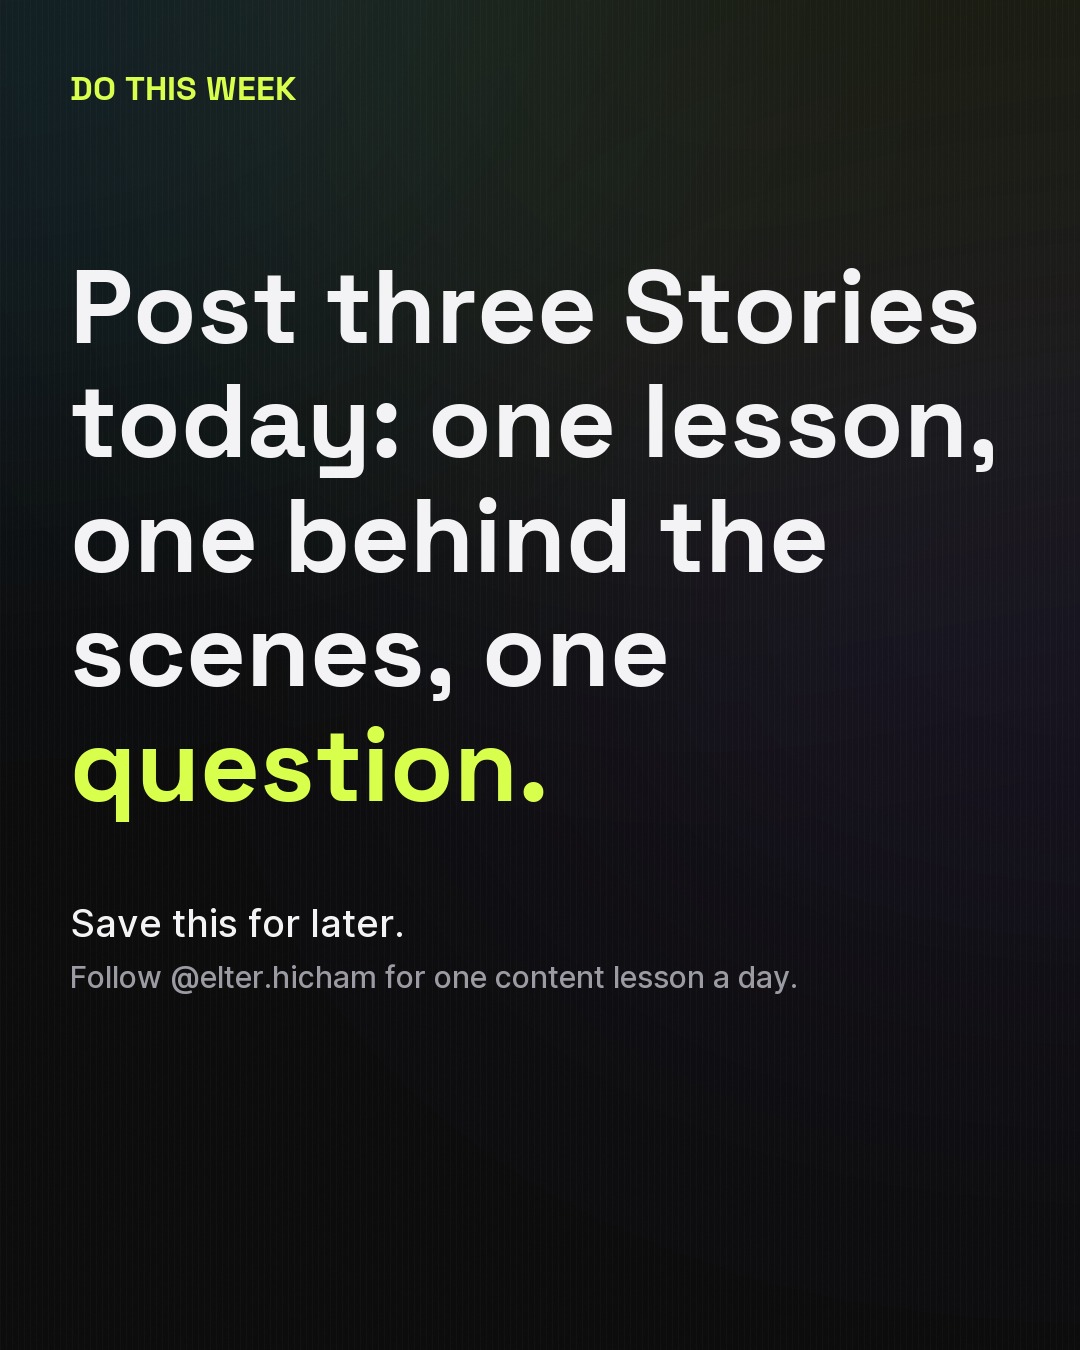 DO THIS WEEK
Post three Stories
today: one lesson,
one behind the
scenes, one
question.
Save this for later.
Follow @elter.hicham for one content lesson a day.